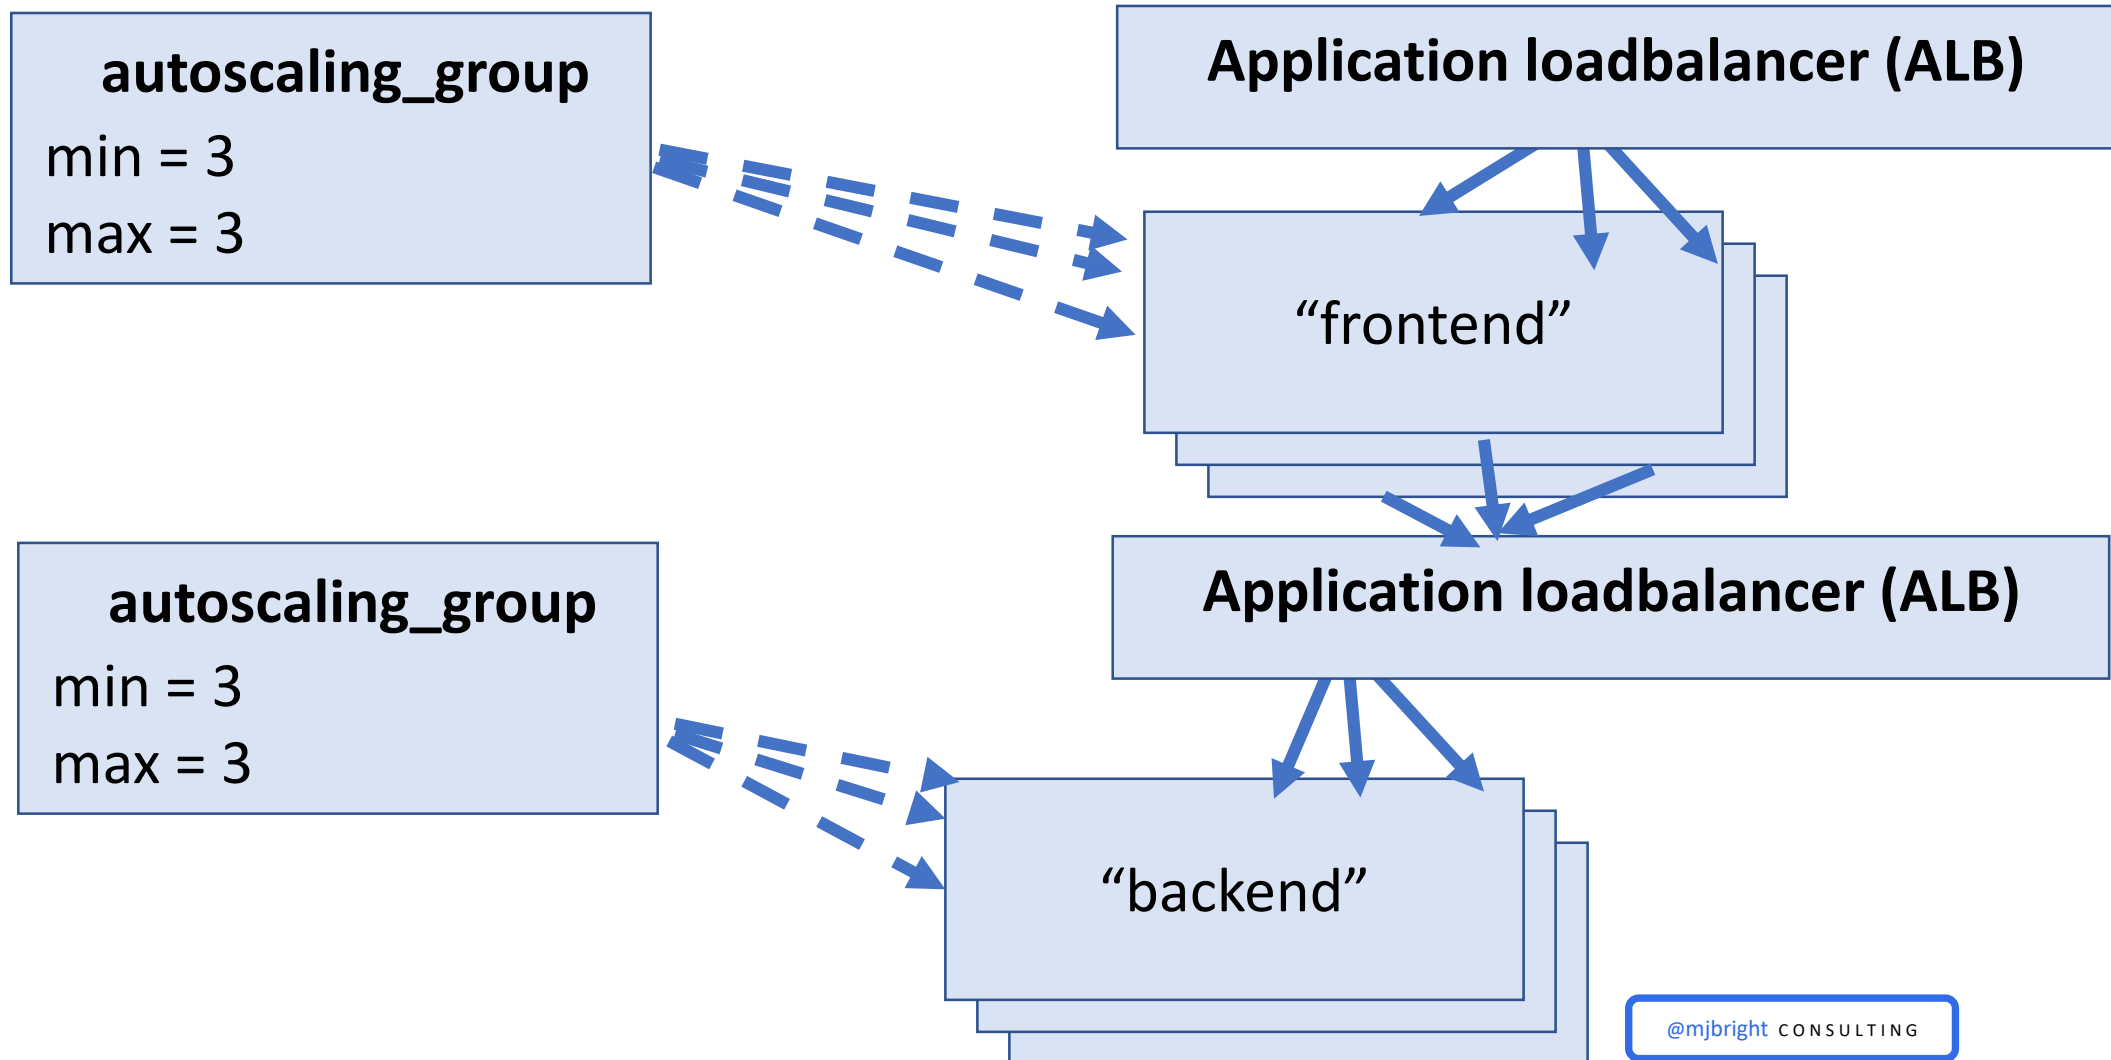 autoscaling_group
min = 3
max = 3
Application loadbalancer (ALB)
“frontend”
autoscaling_group
min = 3
max = 3
Application loadbalancer (ALB)
“backend”
@mjbright CONSULTING